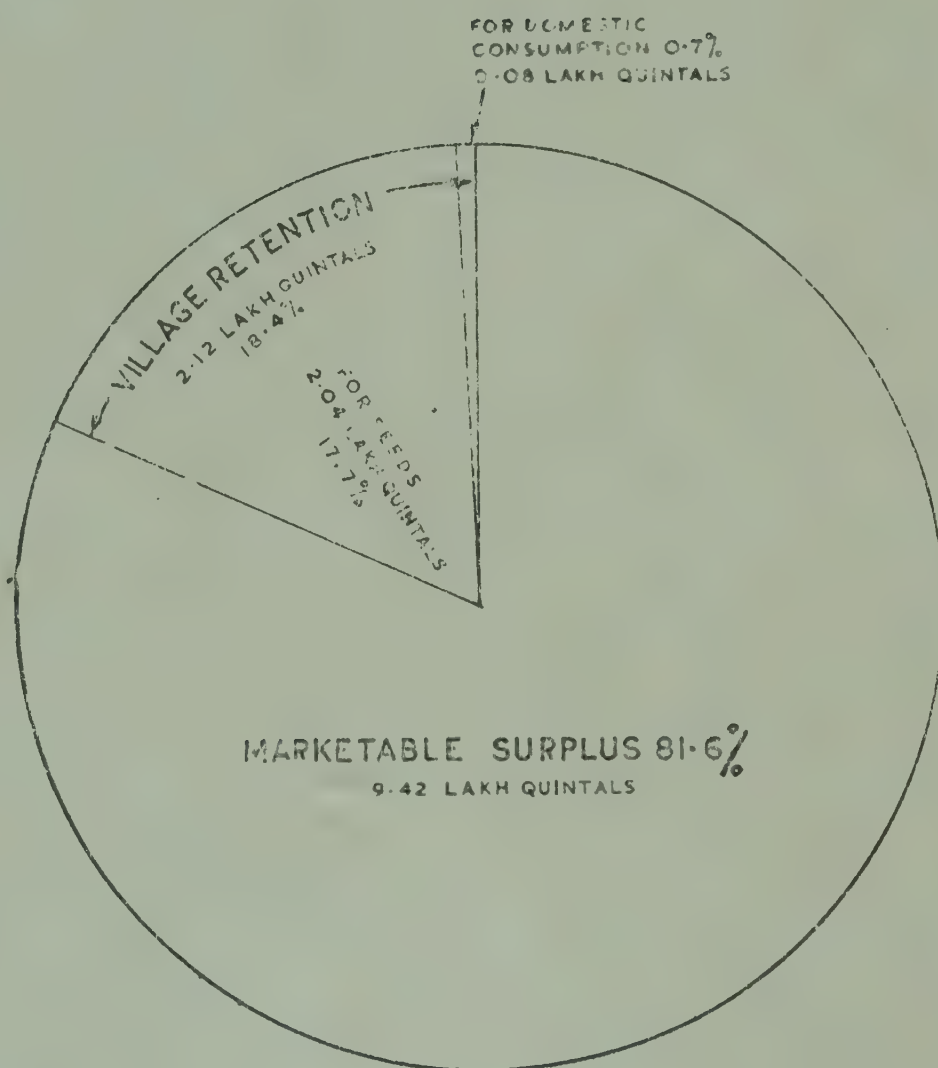 FOR DOMESTIC
CONSUMPTION 0·7%
0·08 LAKH QUINTALS
VILLAGE RETENTION
2·12 LAKH QUINTALS
18·4%
FOR SEEDS
2·04 LAKH QUINTALS
17·7%
MARKETABLE SURPLUS 81·6%
9·42 LAKH QUINTALS